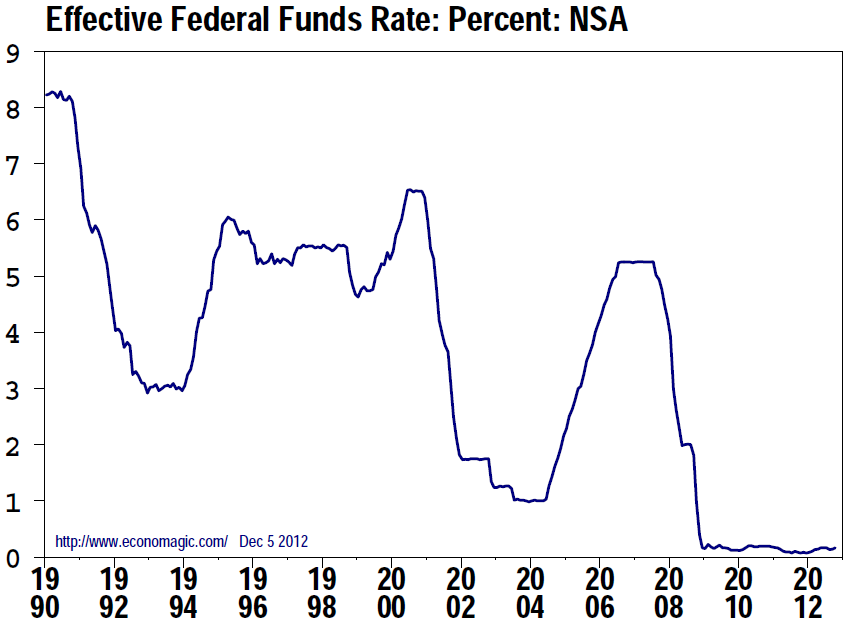 Effective Federal Funds Rate: Percent: NSA
9
8
7
6
5
4
3
2
1
0
http://www.economagic.com/ Dec 5 2012
19 19 19 19 19 20 20 20 20 20 20 20
90 92 94 96 98 00 02 04 06 08 10 12